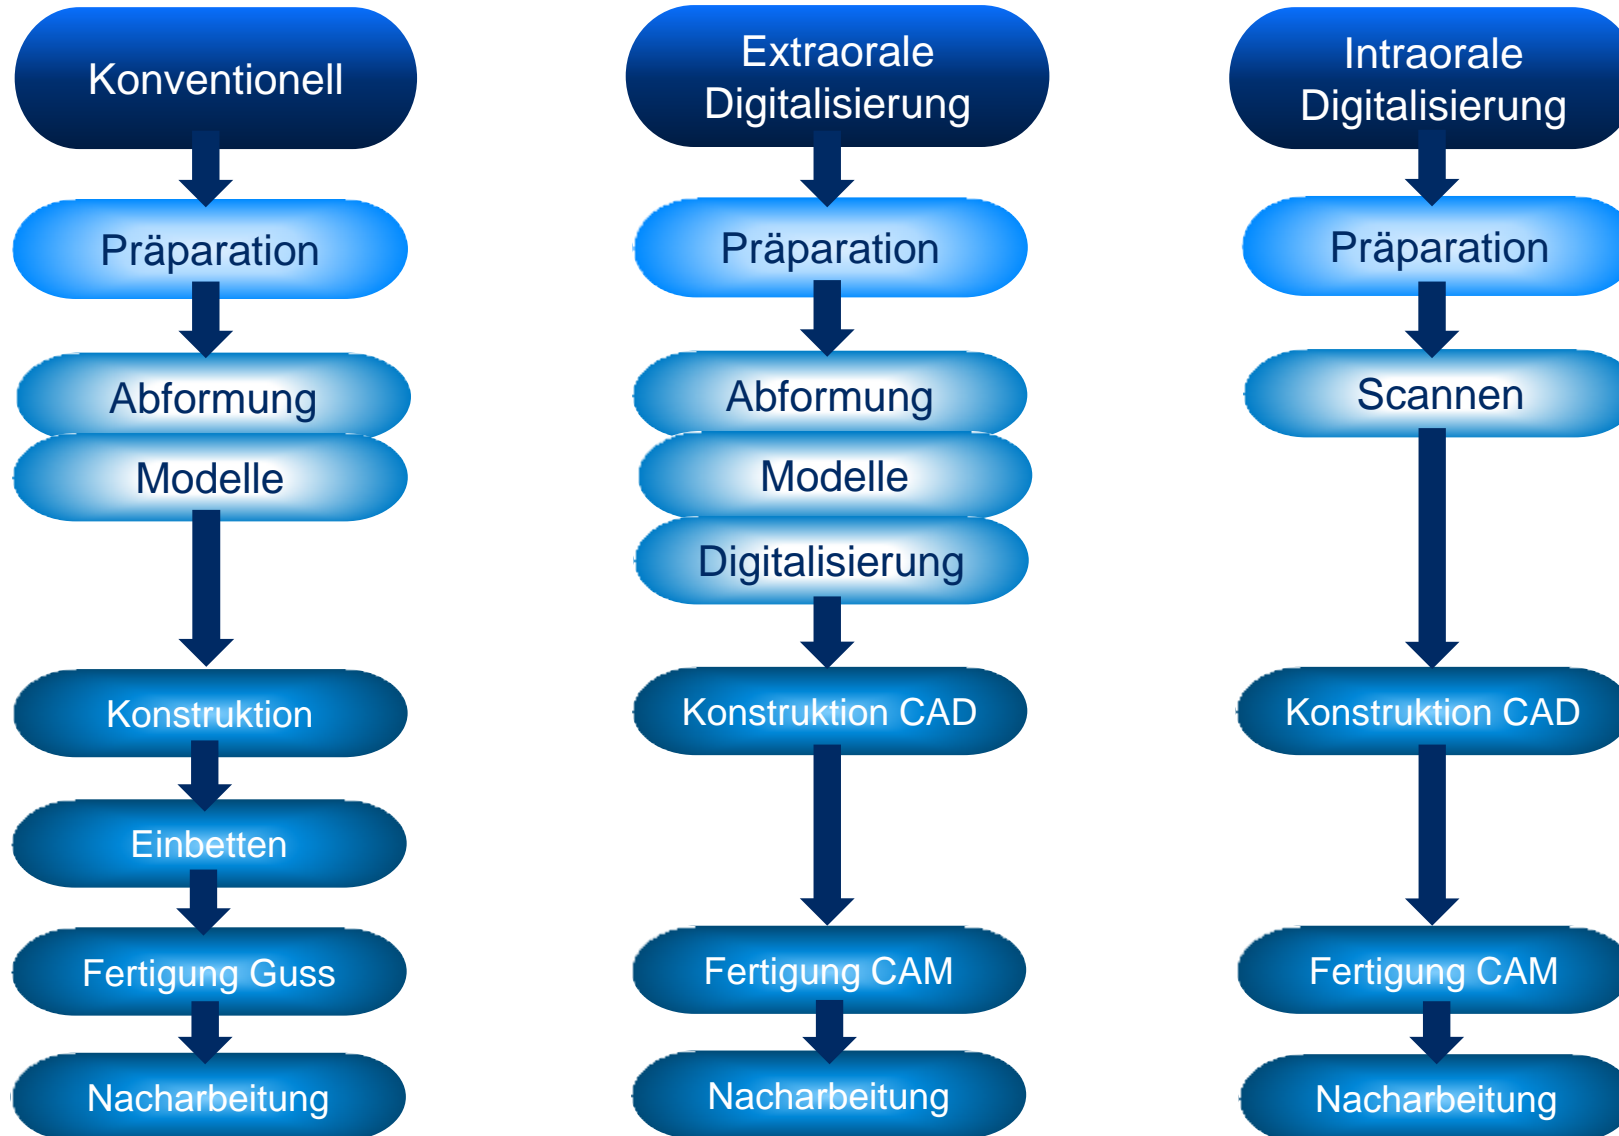 Konventionell
Präparation
Abformung
Modelle
Konstruktion
Einbetten
Fertigung Guss
Nacharbeitung
Extraorale
Digitalisierung
Präparation
Abformung
Modelle
Digitalisierung
Konstruktion CAD
Fertigung CAM
Nacharbeitung
Intraorale
Digitalisierung
Präparation
Scannen
Konstruktion CAD
Fertigung CAM
Nacharbeitung